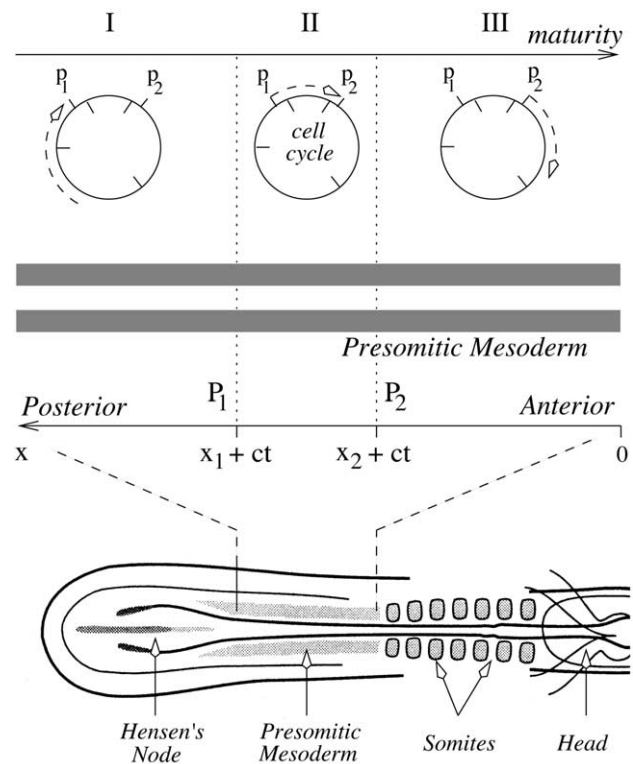 I II III
maturity
p1 p2 p1 p2 p1 p2
cell
cycle
Presomitic Mesoderm
Posterior P1 P2 Anterior
x x1 + ct x2 + ct 0
Hensen's
Node
Presomitic
Mesoderm
Somites
Head